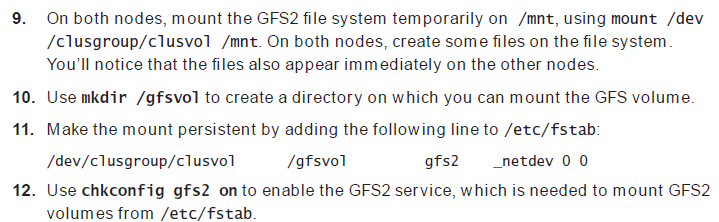 9. On both nodes, mount the GFS2 file system temporarily on /mnt, using mount /dev
/clusgroup/clusvol /mnt. On both nodes, create some files on the file system.
You’ll notice that the files also appear immediately on the other nodes.
10. Use mkdir /gfsvol to create a directory on which you can mount the GFS volume.
11. Make the mount persistent by adding the following line to /etc/fstab:
/dev/clusgroup/clusvol /gfsvol gfs2 _netdev 0 0
12. Use chkconfig gfs2 on to enable the GFS2 service, which is needed to mount GFS2
volumes from /etc/fstab.